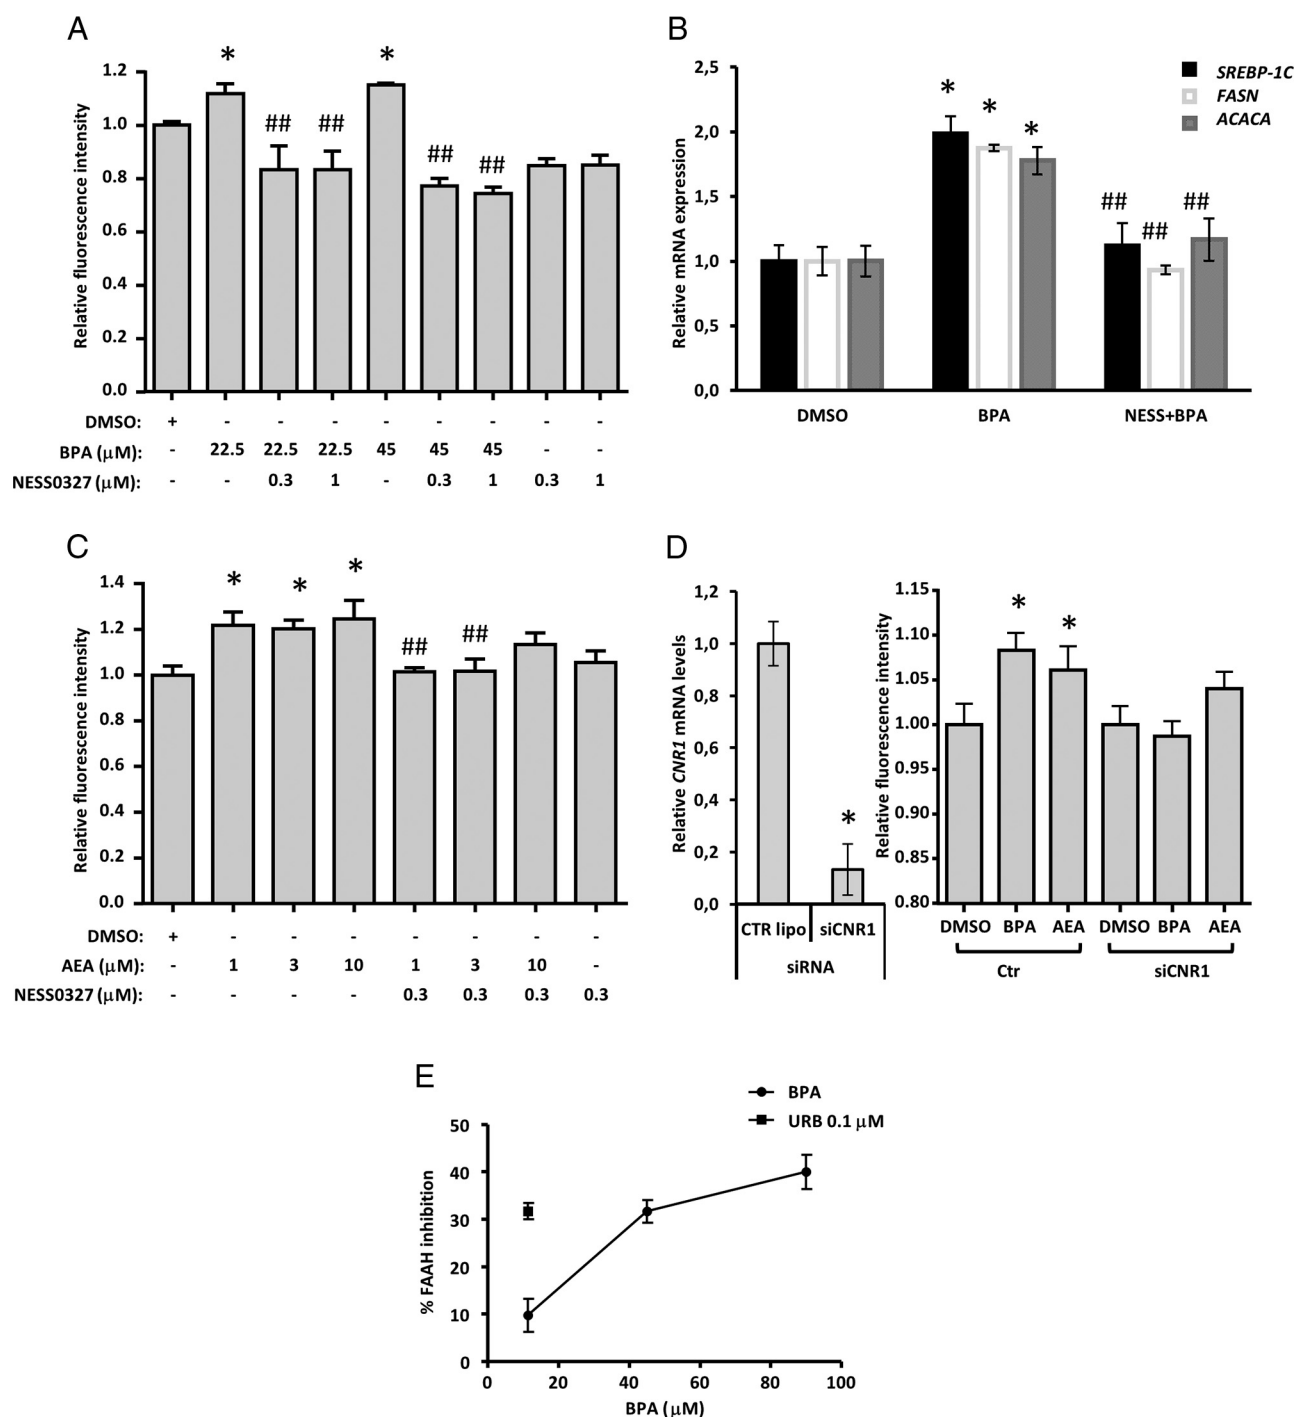 A
Relative fluorescence intensity
1.2
1.0
0.8
0.6
0.4
0.2
0.0
* ## ## * ## ##
DMSO: + - - - - - - - -
BPA (μM): - 22.5 22.5 22.5 45 45 45 - -
NESS0327 (μM): - - 0.3 1 - 0.3 1 0.3 1
B
Relative mRNA expression
2,5
2,0
1,5
1,0
0,5
0,0
* * * ## ## ##
SREBP-1C
FASN
ACACA
DMSO BPA NESS+BPA
C
Relative fluorescence intensity
1.4
1.2
1.0
0.8
0.6
0.4
0.2
0.0
* * * ## ##
DMSO: + - - - - - - -
AEA (μM): - 1 3 10 1 3 10 -
NESS0327 (μM): - - - - 0.3 0.3 0.3 0.3
D
Relative CNR1 mRNA levels
1,2
1,0
0,8
0,6
0,4
0,2
0,0
*
CTR lipo siCNR1
siRNA
Relative fluorescence intensity
1.15
1.10
1.05
1.00
0.95
0.90
0.85
0.80
* *
DMSO BPA AEA DMSO BPA AEA
Ctr siCNR1
E
BPA
URB 0.1 μM
% FAAH inhibition
50
40
30
20
10
0
0 20 40 60 80 100
BPA (μM)